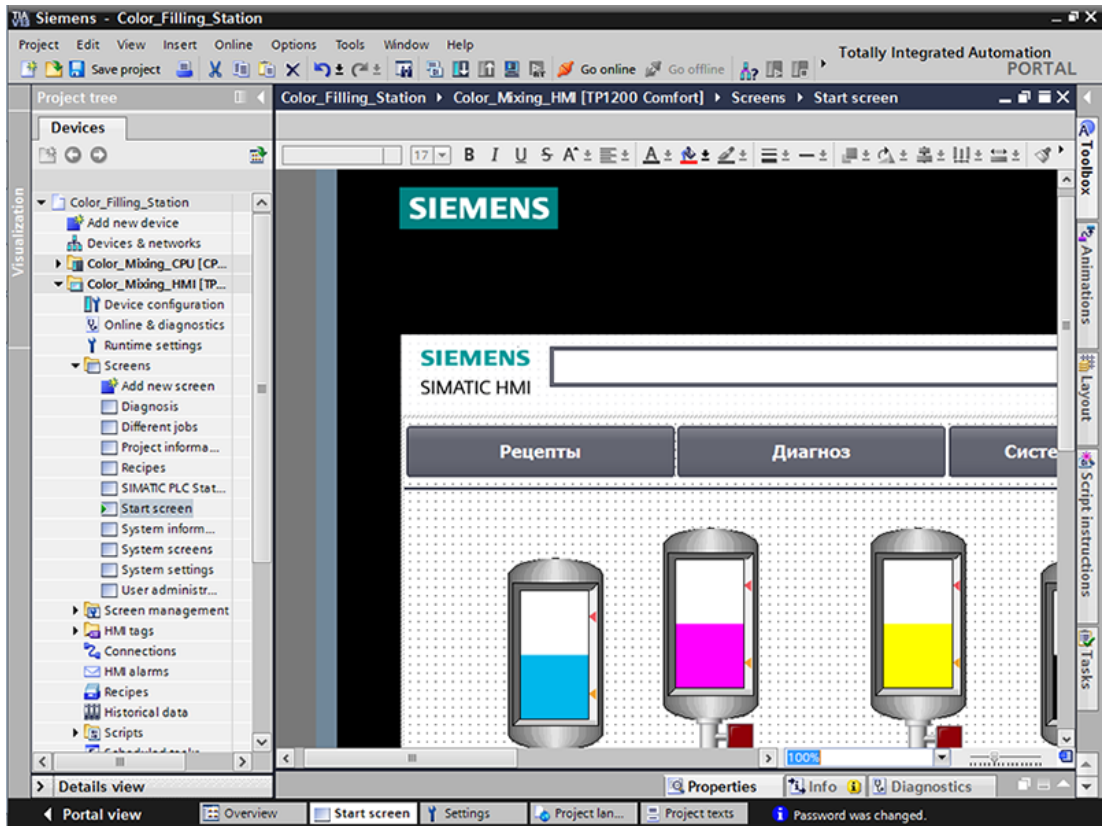 Siemens - Color_Filling_Station
Project Edit View Insert Online Options Tools Window Help
Totally Integrated Automation
PORTAL
Save project Go online Go offline
Project tree
Color_Filling_Station Color_Mixing_HMI [TP1200 Comfort] Screens Start screen
Devices
17 B I U S A
Visualization
Color_Filling_Station
Add new device
Devices & networks
Color_Mixing_CPU [CP...
Color_Mixing_HMI [TP...
Device configuration
Online & diagnostics
Runtime settings
Screens
Add new screen
Diagnosis
Different jobs
Project informa...
Recipes
SIMATIC PLC Stat...
Start screen
System inform...
System screens
System settings
User administr...
Screen management
HMI tags
Connections
HMI alarms
Recipes
Historical data
Scripts
Scheduled tasks
SIEMENS
SIEMENS
SIMATIC HMI
Рецепты Диагноз Систе
Toolbox
Animations
Layout
Script instructions
Tasks
100%
Details view
Properties Info Diagnostics
Portal view Overview Start screen Settings Project lan... Project texts Password was changed.